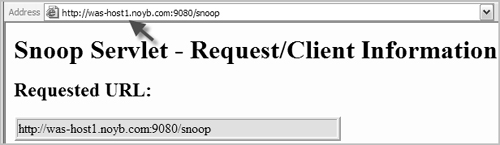 Address http://was-host1.noyb.com:9080/snoop
Snoop Servlet - Request/Client Information
Requested URL:
http://was-host1.noyb.com:9080/snoop